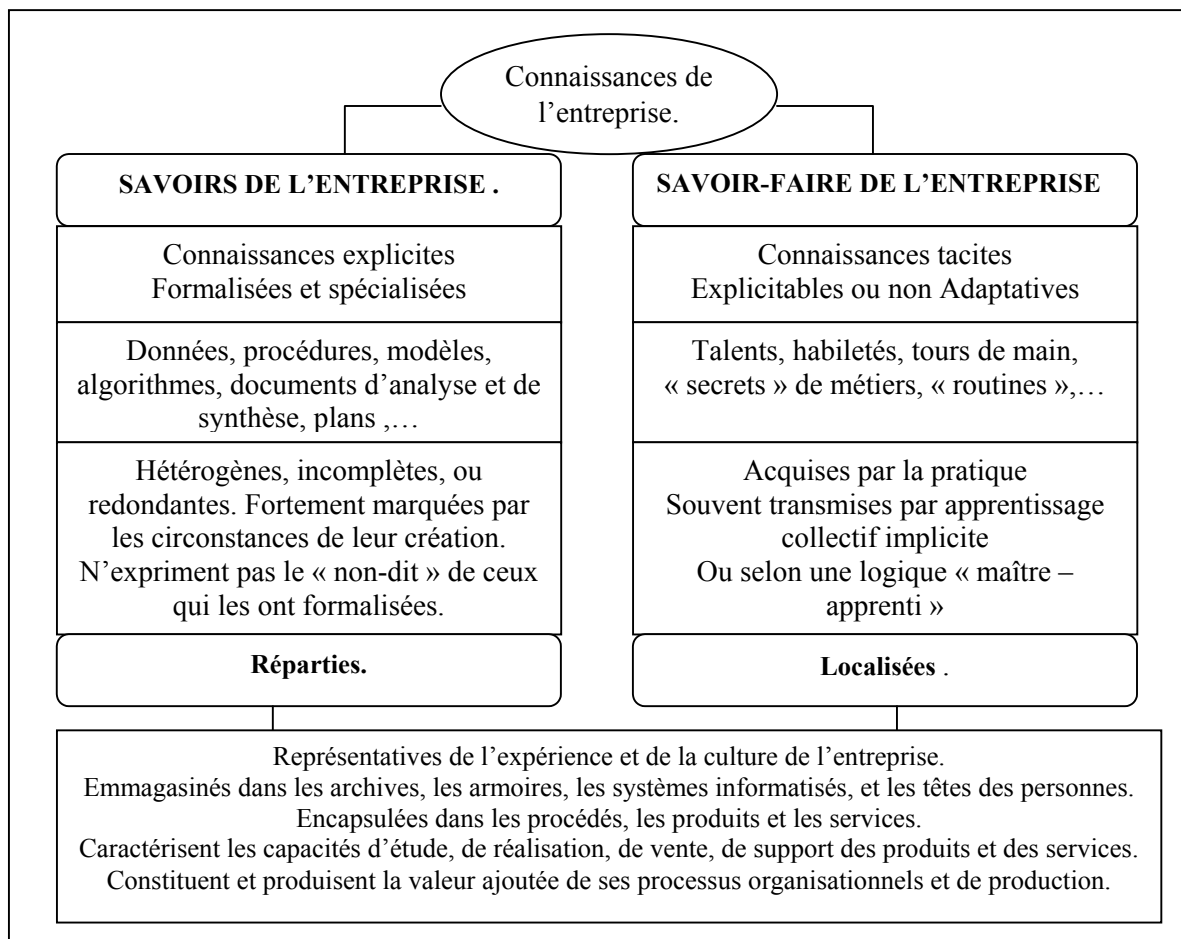 Connaissances de
l’entreprise.
SAVOIRS DE L’ENTREPRISE .
Connaissances explicites
Formalisées et spécialisées
Données, procédures, modèles,
algorithmes, documents d’analyse et de
synthèse, plans ,…
Hétérogènes, incomplètes, ou
redondantes. Fortement marquées par
les circonstances de leur création.
N’expriment pas le « non-dit » de ceux
qui les ont formalisées.
Réparties.
SAVOIR-FAIRE DE L’ENTREPRISE
Connaissances tacites
Explicitables ou non Adaptatives
Talents, habiletés, tours de main,
« secrets » de métiers, « routines »,…
Acquises par la pratique
Souvent transmises par apprentissage
collectif implicite
Ou selon une logique « maître –
apprenti »
Localisées .
Représentatives de l’expérience et de la culture de l’entreprise.
Emmagasinés dans les archives, les armoires, les systèmes informatisés, et les têtes des personnes.
Encapsulées dans les procédés, les produits et les services.
Caractérisent les capacités d’étude, de réalisation, de vente, de support des produits et des services.
Constituent et produisent la valeur ajoutée de ses processus organisationnels et de production.